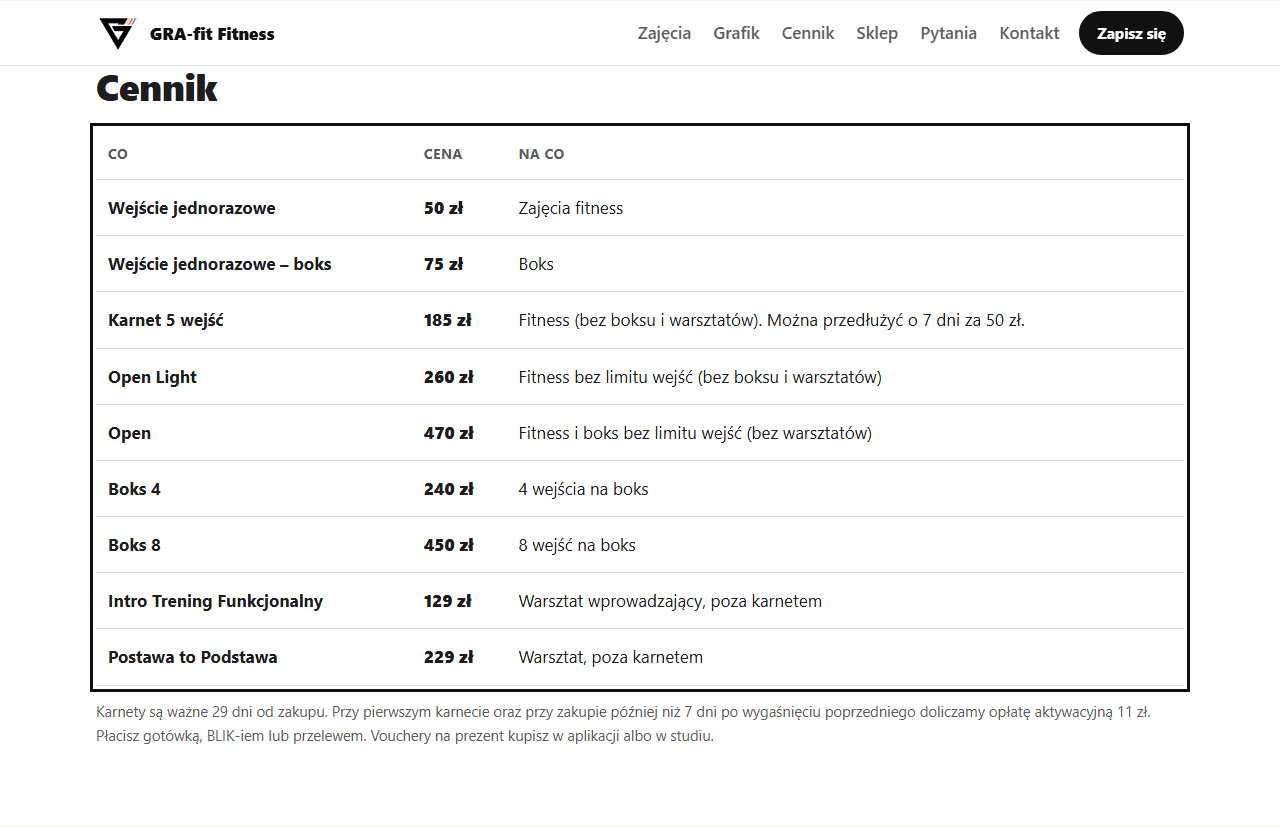 GRA-fit Fitness Zajęcia Grafik Cennik Sklep Pytania Kontakt Zapisz się
Cennik
CO CENA NA CO
Wejście jednorazowe 50 zł Zajęcia fitness
Wejście jednorazowe – boks 75 zł Boks
Karnet 5 wejść 185 zł Fitness (bez boksu i warsztatów). Można przedłużyć o 7 dni za 50 zł.
Open Light 260 zł Fitness bez limitu wejść (bez boksu i warsztatów)
Open 470 zł Fitness i boks bez limitu wejść (bez warsztatów)
Boks 4 240 zł 4 wejścia na boks
Boks 8 450 zł 8 wejść na boks
Intro Trening Funkcjonalny 129 zł Warsztat wprowadzający, poza karnetem
Postawa to Podstawa 229 zł Warsztat, poza karnetem
Karnety są ważne 29 dni od zakupu. Przy pierwszym karnecie oraz przy zakupie później niż 7 dni po wygaśnięciu poprzedniego doliczamy opłatę aktywacyjną 11 zł.
Płacisz gotówką, BLIK-iem lub przelewem. Vouchery na prezent kupisz w aplikacji albo w studiu.